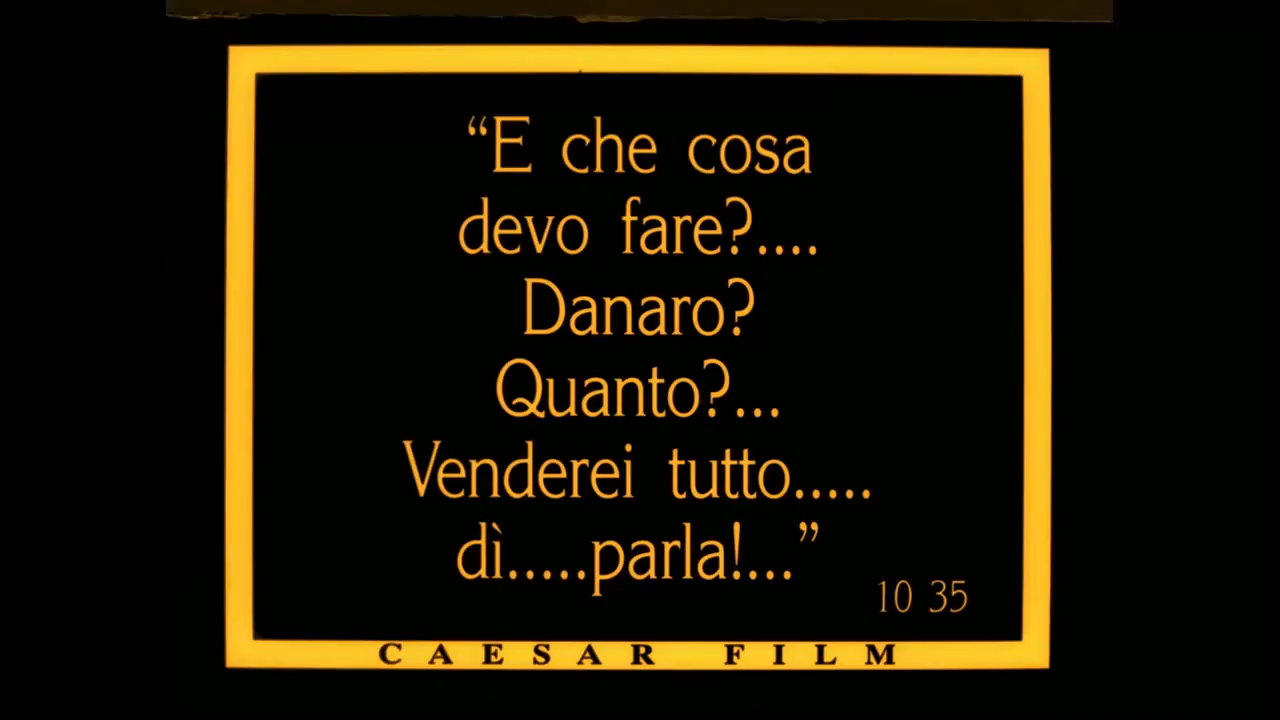 “E che cosa
devo fare?....
Danaro?
Quanto?...
Venderei tutto.....
dì.....parla!...”
10 35
CAESAR FILM